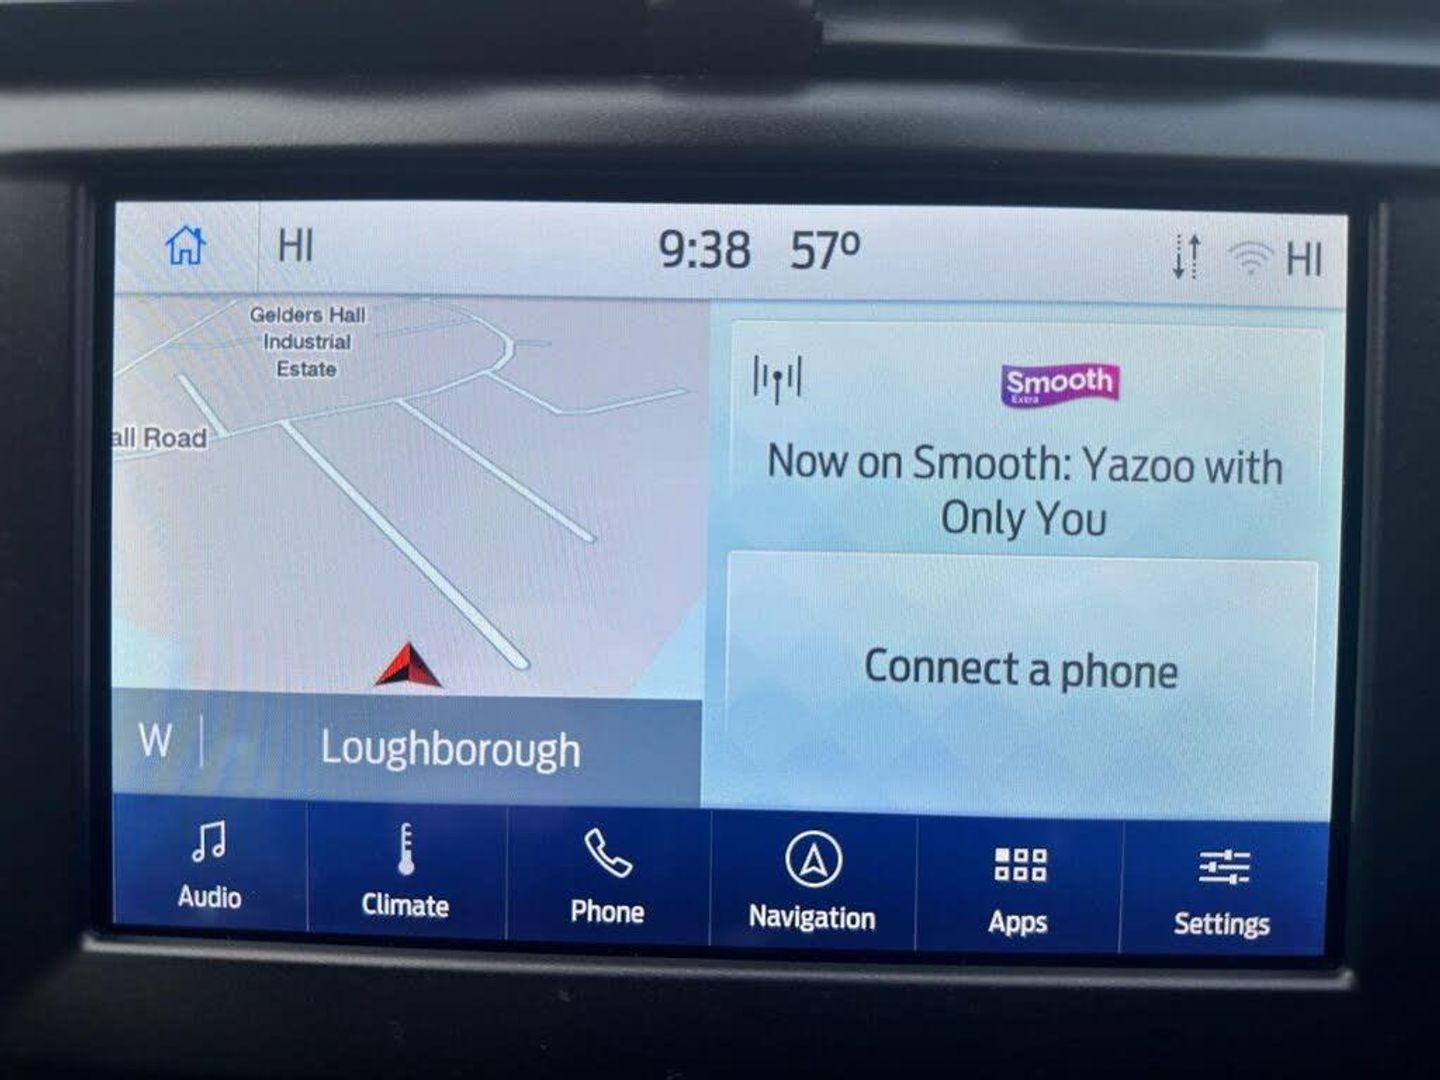 HI
9:38 57º
HI
Gelders Hall
Industrial
Estate
all Road
Smooth
Extra
Now on Smooth: Yazoo with
Only You
Connect a phone
W
Loughborough
Audio
Climate
Phone
Navigation
Apps
Settings